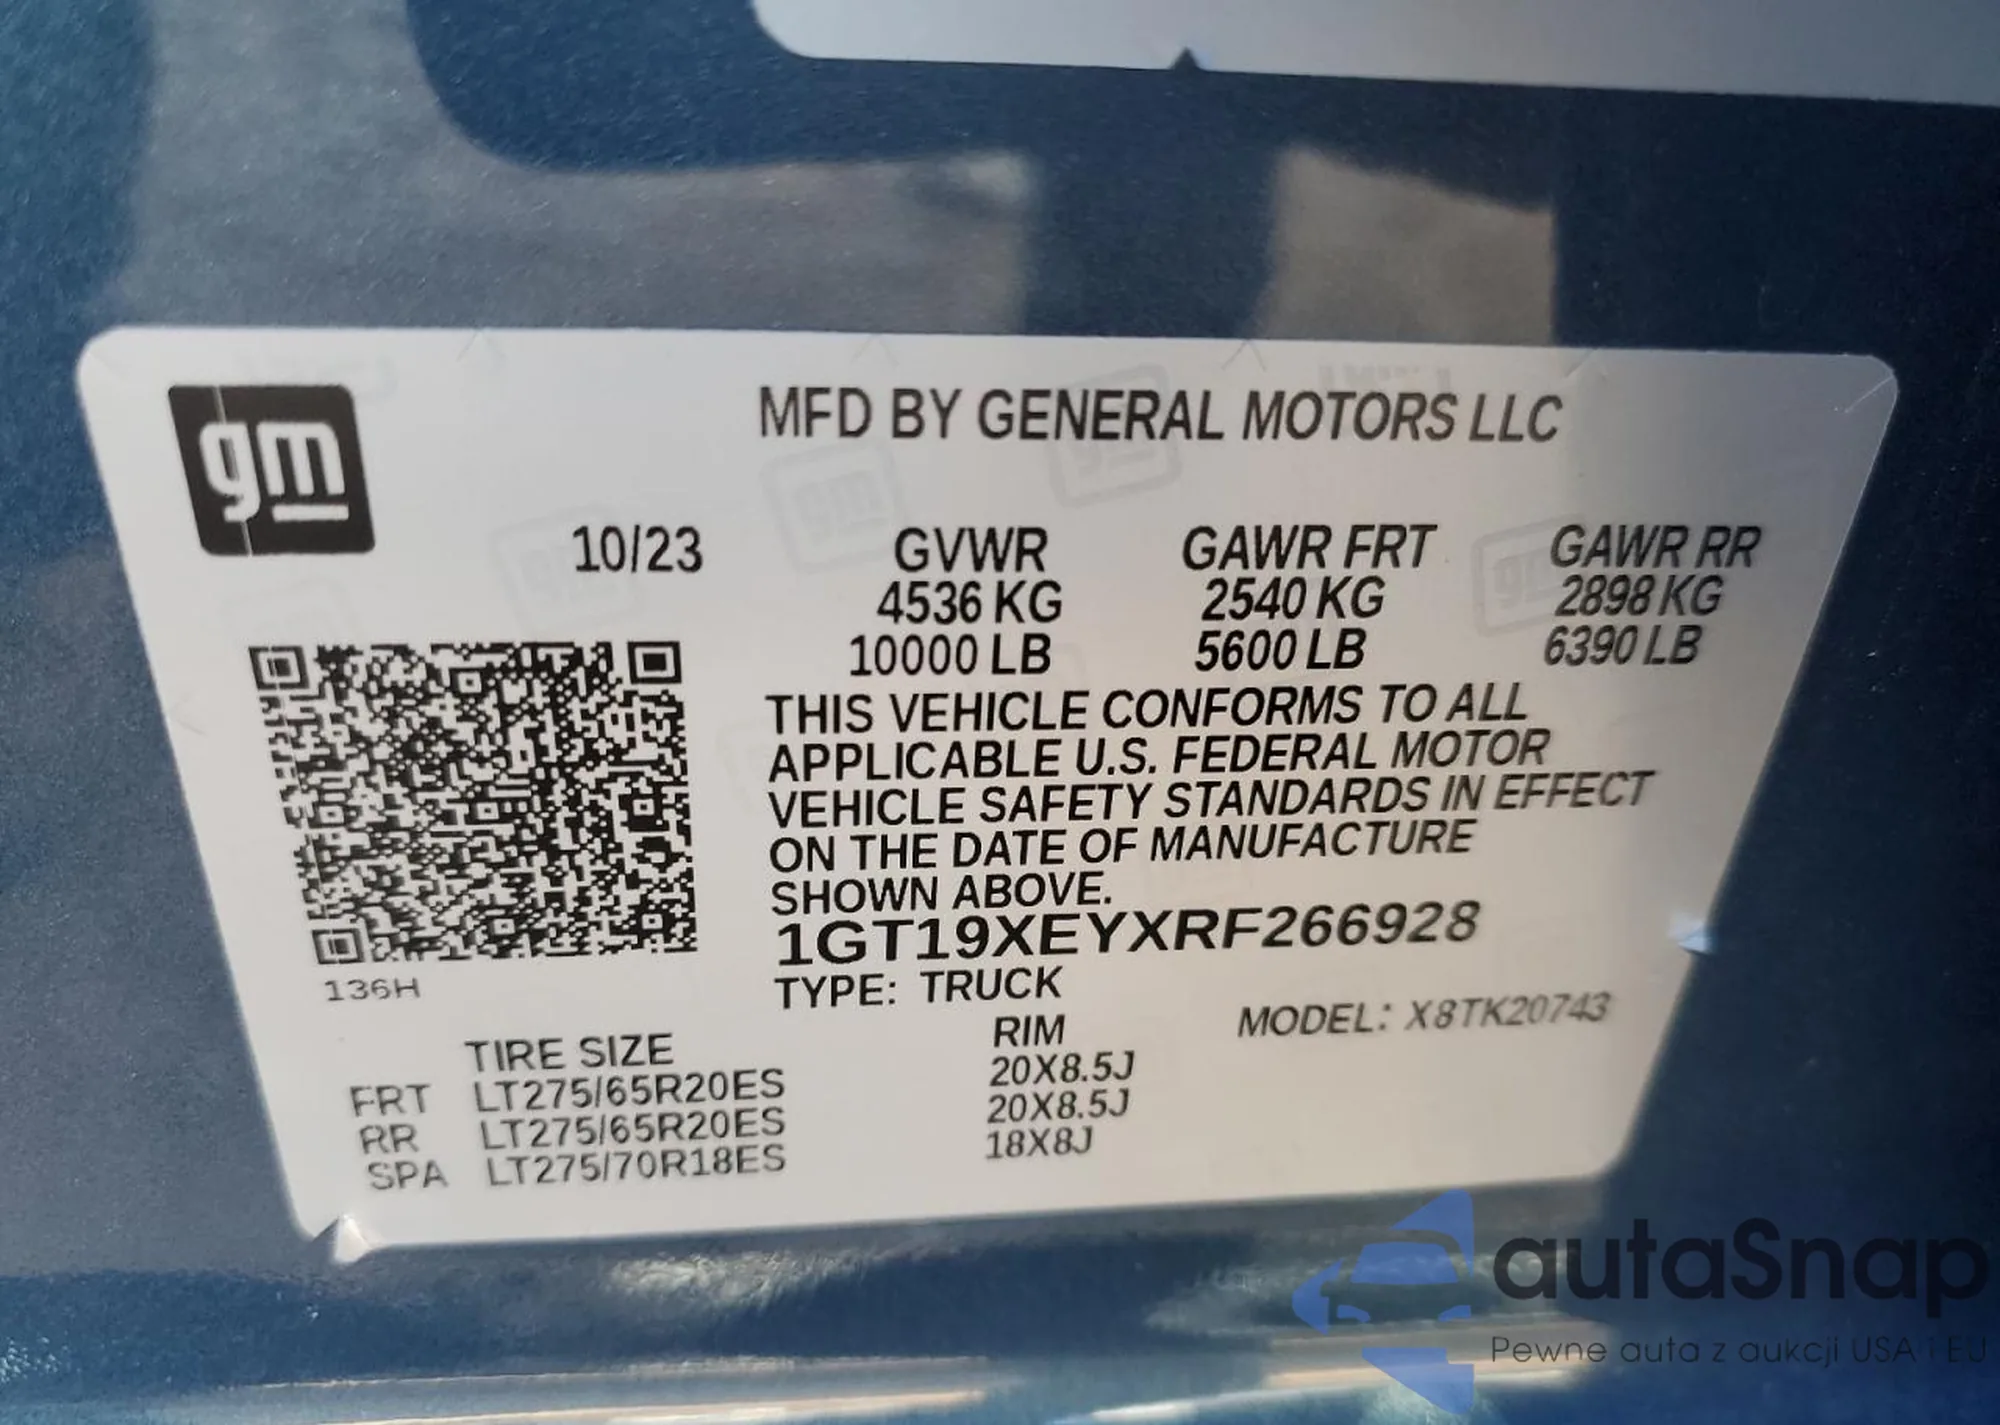 gm
MFD BY GENERAL MOTORS LLC
10/23 GVWR GAWR FRT GAWR RR
4536 KG 2540 KG 2898 KG
10000 LB 5600 LB 6390 LB
THIS VEHICLE CONFORMS TO ALL
APPLICABLE U.S. FEDERAL MOTOR
VEHICLE SAFETY STANDARDS IN EFFECT
ON THE DATE OF MANUFACTURE
SHOWN ABOVE.
1GT19XEYXRF266928
136H
TYPE: TRUCK MODEL: X8TK20743
TIRE SIZE RIM
FRT LT275/65R20ES 20X8.5J
RR LT275/65R20ES 20X8.5J
SPA LT275/70R18ES 18X8J
autaSnap
Pewne auta z aukcji USA i EU